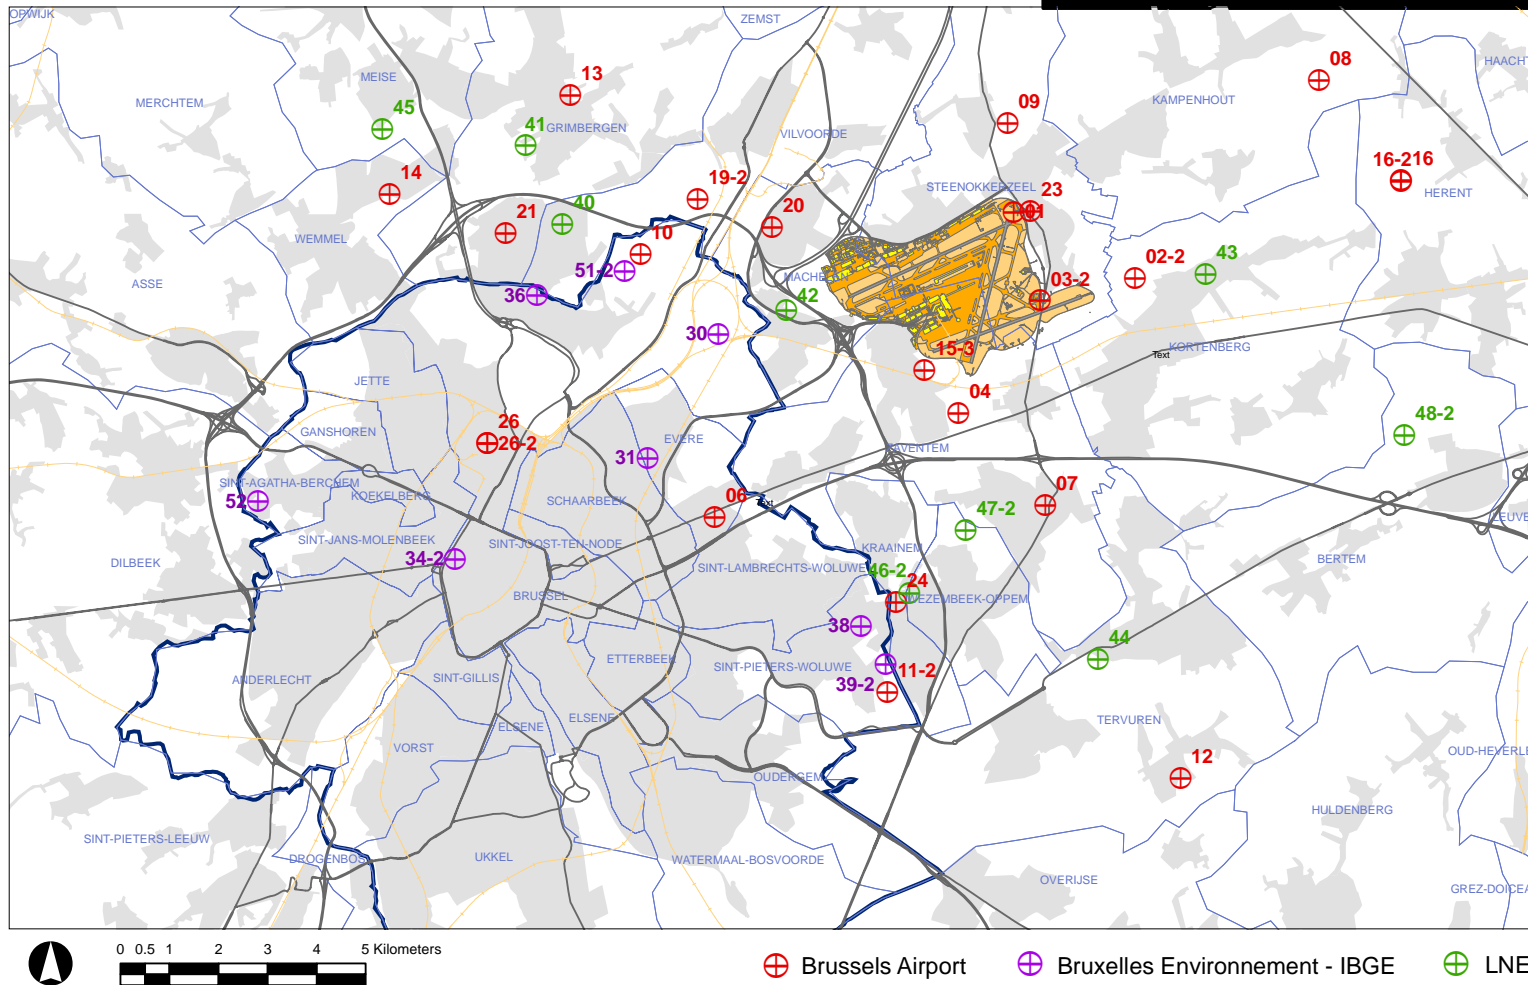 OPWIJK
ZEMST
MEISE
13
08
HAACHT
MERCHTEM
45
41
GRIMBERGEN
09
KAMPENHOUT
VILVOORDE
14
19-2
STEENOKKERZEEL
23
16-216
HERENT
21
40
20
01
WEMMEL
10
51-2
MACHELEN
02-2
43
ASSE
36
42
03-2
30
15-3
Text
KORTENBERG
JETTE
04
48-2
GANSHOREN
26
26-2
EVERE
ZAVENTEM
31
SINT-AGATHA-BERCHEM
KOEKELBERG
52
SCHAARBEEK
06
Text
07
47-2
LEUVE
SINT-JANS-MOLENBEEK
SINT-JOOST-TEN-NODE
KRAAINEM
DILBEEK
34-2
SINT-LAMBRECHTS-WOLUWE
46-2
24
BERTEM
BRUSSEL
WEZEMBEEK-OPPEM
38
44
ETTERBEEK
SINT-PIETERS-WOLUWE
11-2
39-2
ANDERLECHT
SINT-GILLIS
ELSENE
ELSENE
TERVUREN
VORST
12
OUD-HEVERLE
OUDERGEM
HULDENBERG
SINT-PIETERS-LEEUW
DROGENBOS
UKKEL
WATERMAAL-BOSVOORDE
OVERIJSE
GREZ-DOICEA
0 0.5 1 2 3 4 5 Kilometers
Brussels Airport
Bruxelles Environnement - IBGE
LNE